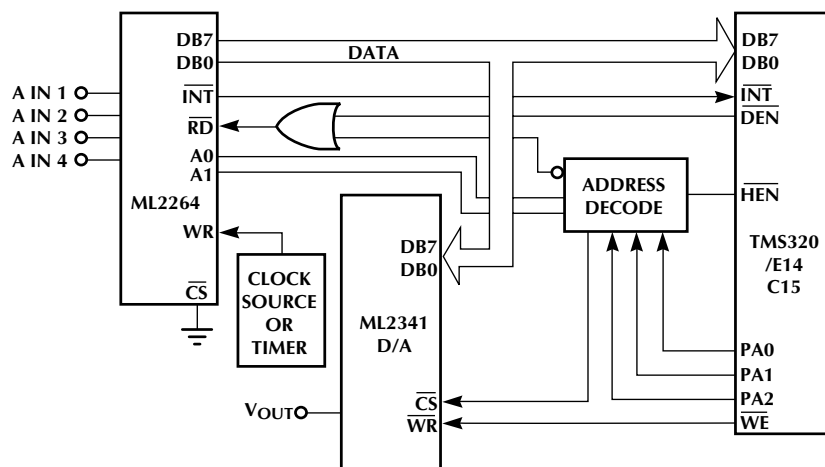 DB7
DB0
INT
RD
A0
A1
ML2264
WR
CS
A IN 1
A IN 2
A IN 3
A IN 4
DATA
CLOCK
SOURCE
OR
TIMER
DB7
DB0
ML2341
D/A
CS
WR
VOUT
ADDRESS
DECODE
DB7
DB0
INT
DEN
HEN
TMS320
/E14
C15
PA0
PA1
PA2
WE